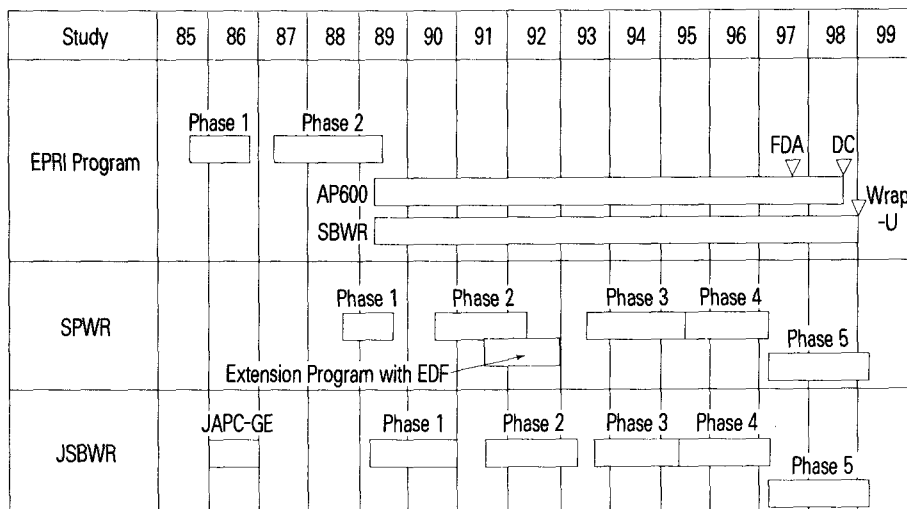 Study 85 86 87 88 89 90 91 92 93 94 95 96 97 98 99
EPRI Program
Phase 1 Phase 2
FDA DC
AP600
Wrap
-U
SBWR
SPWR
Phase 1 Phase 2 Phase 3 Phase 4
Phase 5
Extension Program with EDF
JSBWR
JAPC-GE Phase 1 Phase 2 Phase 3 Phase 4
Phase 5